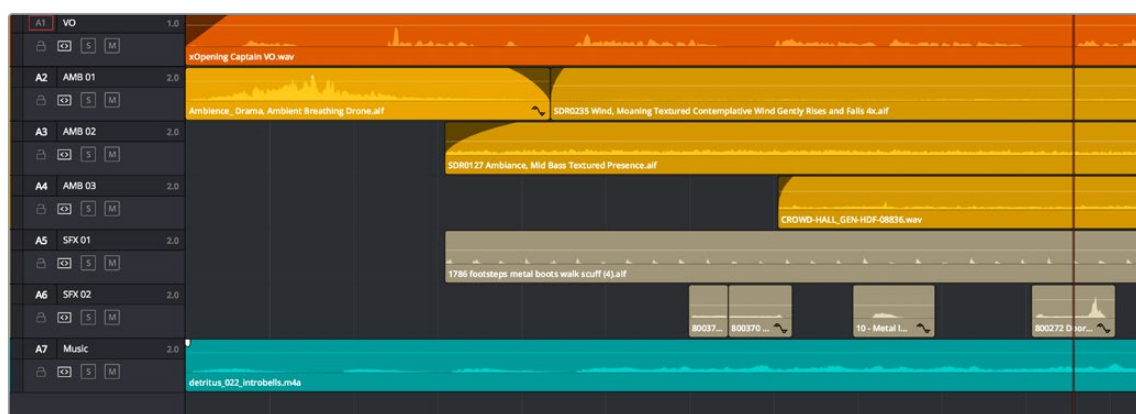 A1 VO 1.0
S M
xOpening Captain VO.wav
A2 AMB 01 2.0
S M
Ambience_ Drama, Ambient Breathing Drone.aif
SDR0235 Wind, Moaning Textured Contemplative Wind Gently Rises and Falls 4x.aif
A3 AMB 02 2.0
S M
SDR0127 Ambiance, Mid Bass Textured Presence.aif
A4 AMB 03 2.0
S M
CROWD-HALL_GEN-HDF-08836.wav
A5 SFX 01 2.0
S M
1786 footsteps metal boots walk scuff (4).aif
A6 SFX 02 2.0
S M
80037... 800370 ... 10 - Metal I... 800272 Door...
A7 Music 2.0
S M
detritus_022_introbells.m4a